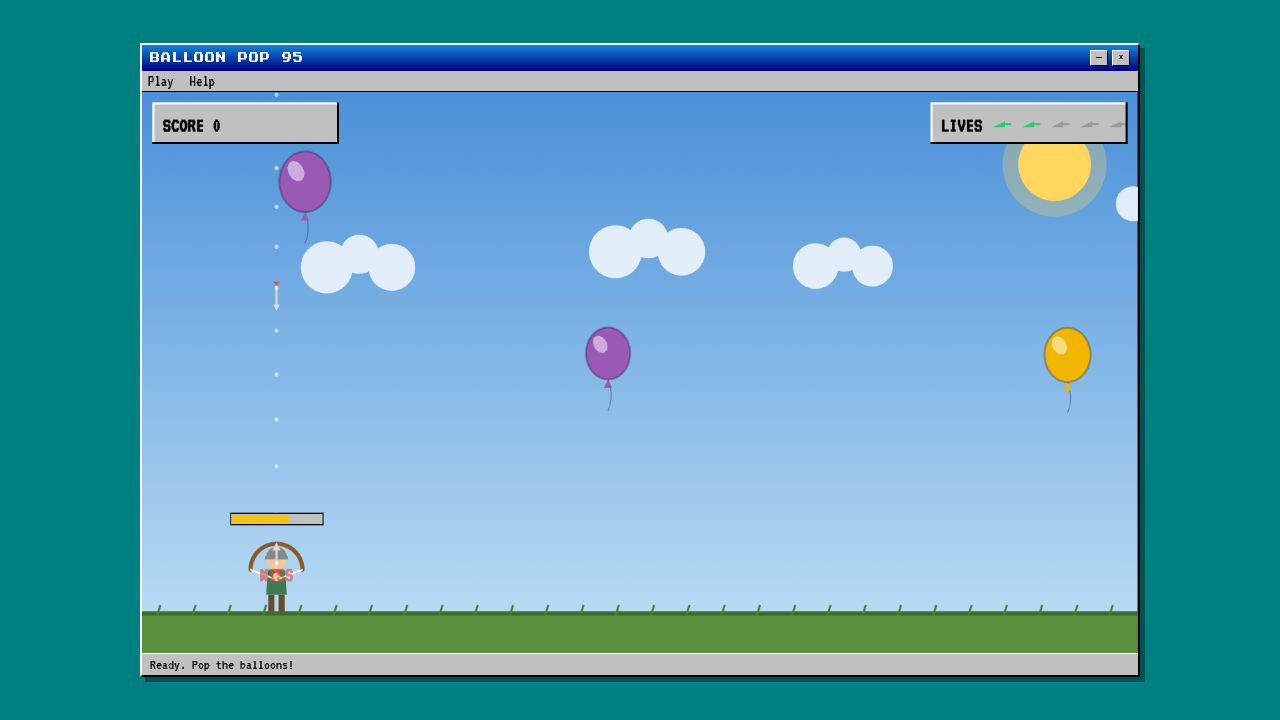 BALLOON POP 95
Play Help
SCORE 0
LIVES
Ready. Pop the balloons!